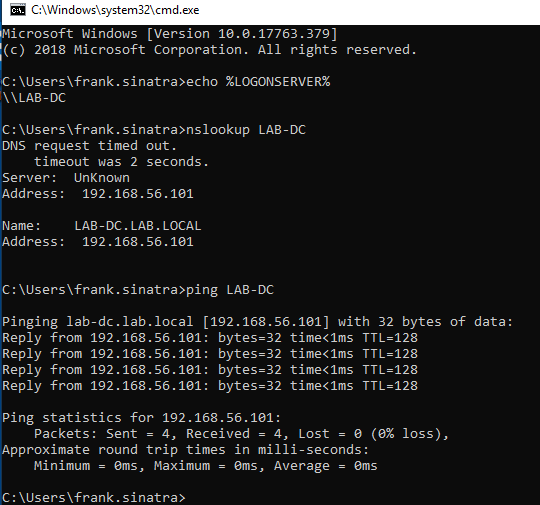 C:\Windows\system32\cmd.exe
Microsoft Windows [Version 10.0.17763.379]
(c) 2018 Microsoft Corporation. All rights reserved.
C:\Users\frank.sinatra>echo %LOGONSERVER%
\\LAB-DC
C:\Users\frank.sinatra>nslookup LAB-DC
DNS request timed out.
    timeout was 2 seconds.
Server:  UnKnown
Address:  192.168.56.101
Name:    LAB-DC.LAB.LOCAL
Address:  192.168.56.101
C:\Users\frank.sinatra>ping LAB-DC
Pinging lab-dc.lab.local [192.168.56.101] with 32 bytes of data:
Reply from 192.168.56.101: bytes=32 time<1ms TTL=128
Reply from 192.168.56.101: bytes=32 time<1ms TTL=128
Reply from 192.168.56.101: bytes=32 time<1ms TTL=128
Reply from 192.168.56.101: bytes=32 time<1ms TTL=128
Ping statistics for 192.168.56.101:
    Packets: Sent = 4, Received = 4, Lost = 0 (0% loss),
Approximate round trip times in milli-seconds:
    Minimum = 0ms, Maximum = 0ms, Average = 0ms
C:\Users\frank.sinatra>